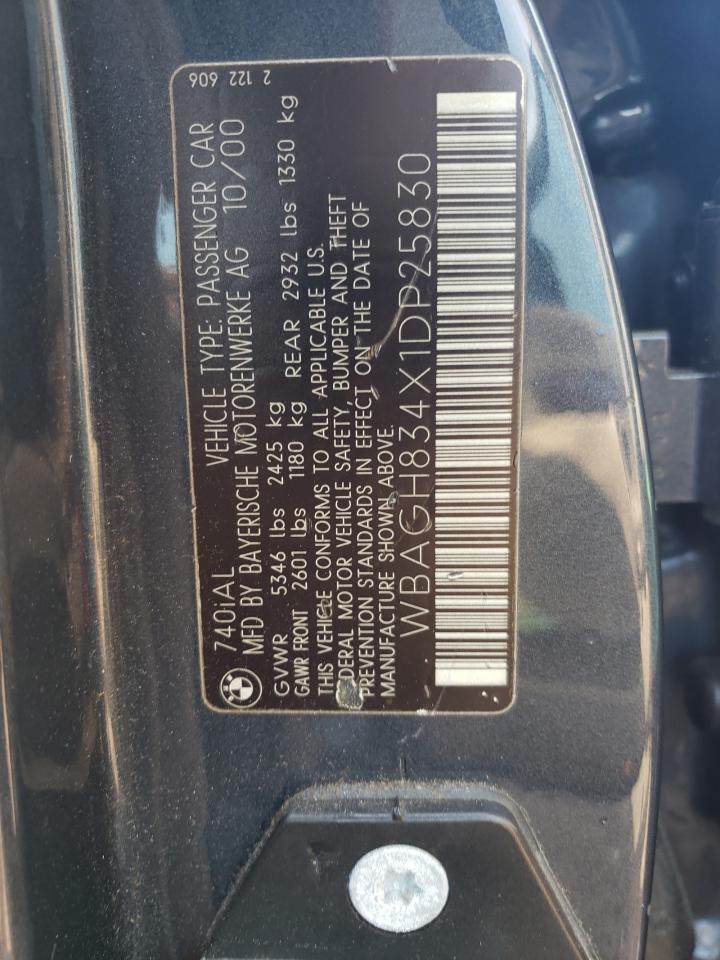 2 122 606
740iAL VEHICLE TYPE: PASSENGER CAR
MFD BY BAYERISCHE MOTORENWERKE AG 10/00
GVWR 5346 lbs 2425 kg
GAWR FRONT 2601 lbs 1180 kg REAR 2932 lbs 1330 kg
THIS VEHICLE CONFORMS TO ALL APPLICABLE U.S.
FEDERAL MOTOR VEHICLE SAFETY, BUMPER AND THEFT
PREVENTION STANDARDS IN EFFECT ON THE DATE OF
MANUFACTURE SHOWN ABOVE.
WBAGH834X1DP25830